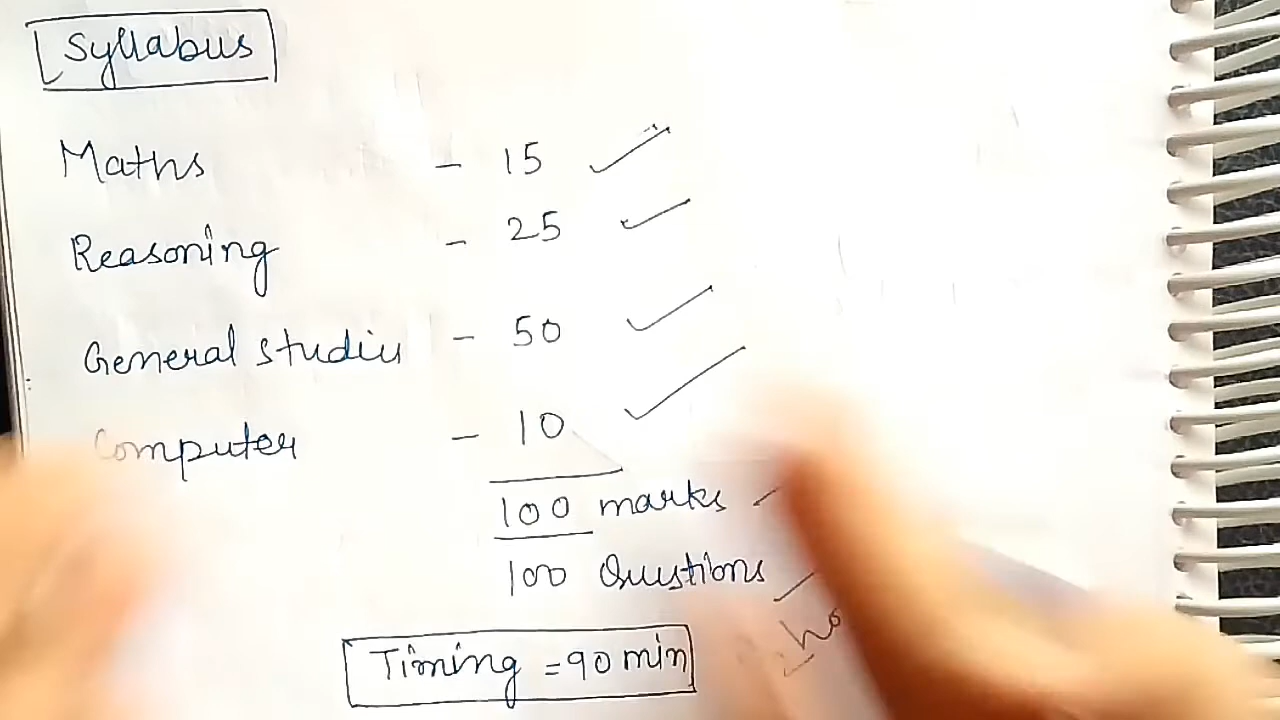 Syllabus
Maths - 15
Reasoning - 25
General studies - 50
Computer - 10
100 marks
100 Questions
Timing = 90 min